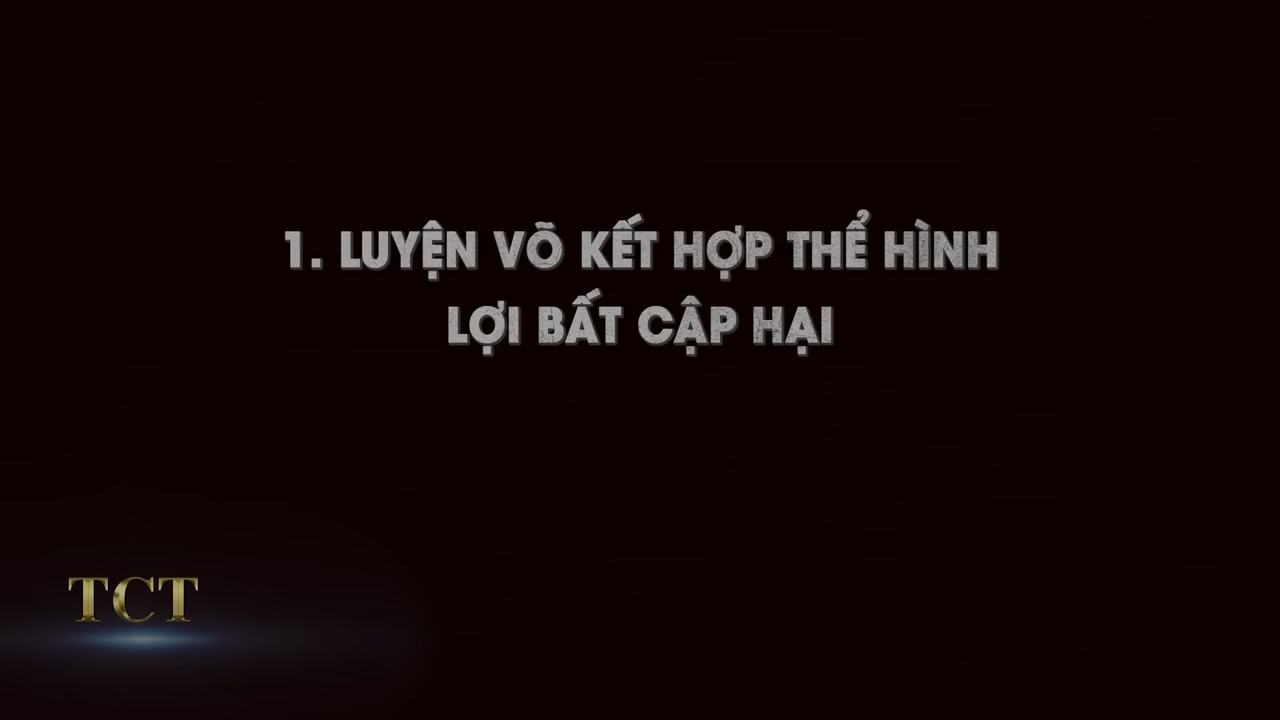 1. LUYỆN VÕ KẾT HỢP THỂ HÌNH
LỢI BẤT CẬP HẠI
TCT